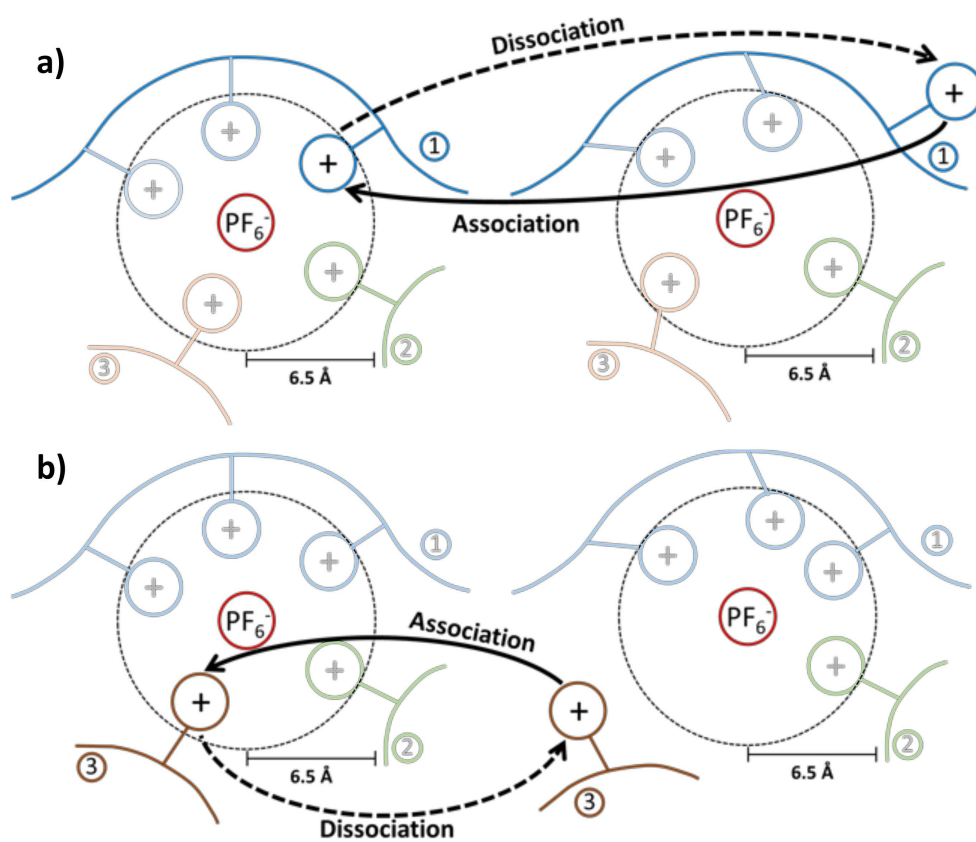 a)
Dissociation
+
+
+
+
+
+
+
+
+
+
1
1
PF6-
PF6-
Association
2
2
3
3
6.5 Å
6.5 Å
b)
+
+
+
+
+
+
1
1
PF6-
PF6-
Association
+
+
+
+
2
2
3
3
6.5 Å
6.5 Å
Dissociation